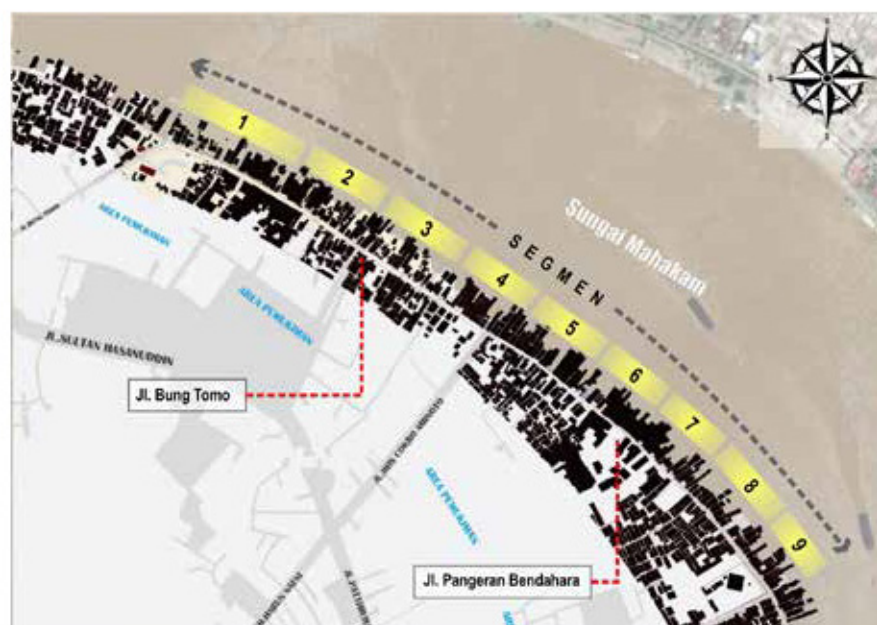 1
2
3
SEGMEN
Sungai Mahakam
4
5
6
7
8
9
AREA PEMUKIMAN
AREA PEMUKIMAN
JL.SULTAN HASANUDDIN
Jl. Bung Tomo
AREA PEMUKIMAN
Jl. Pangeran Bendahara